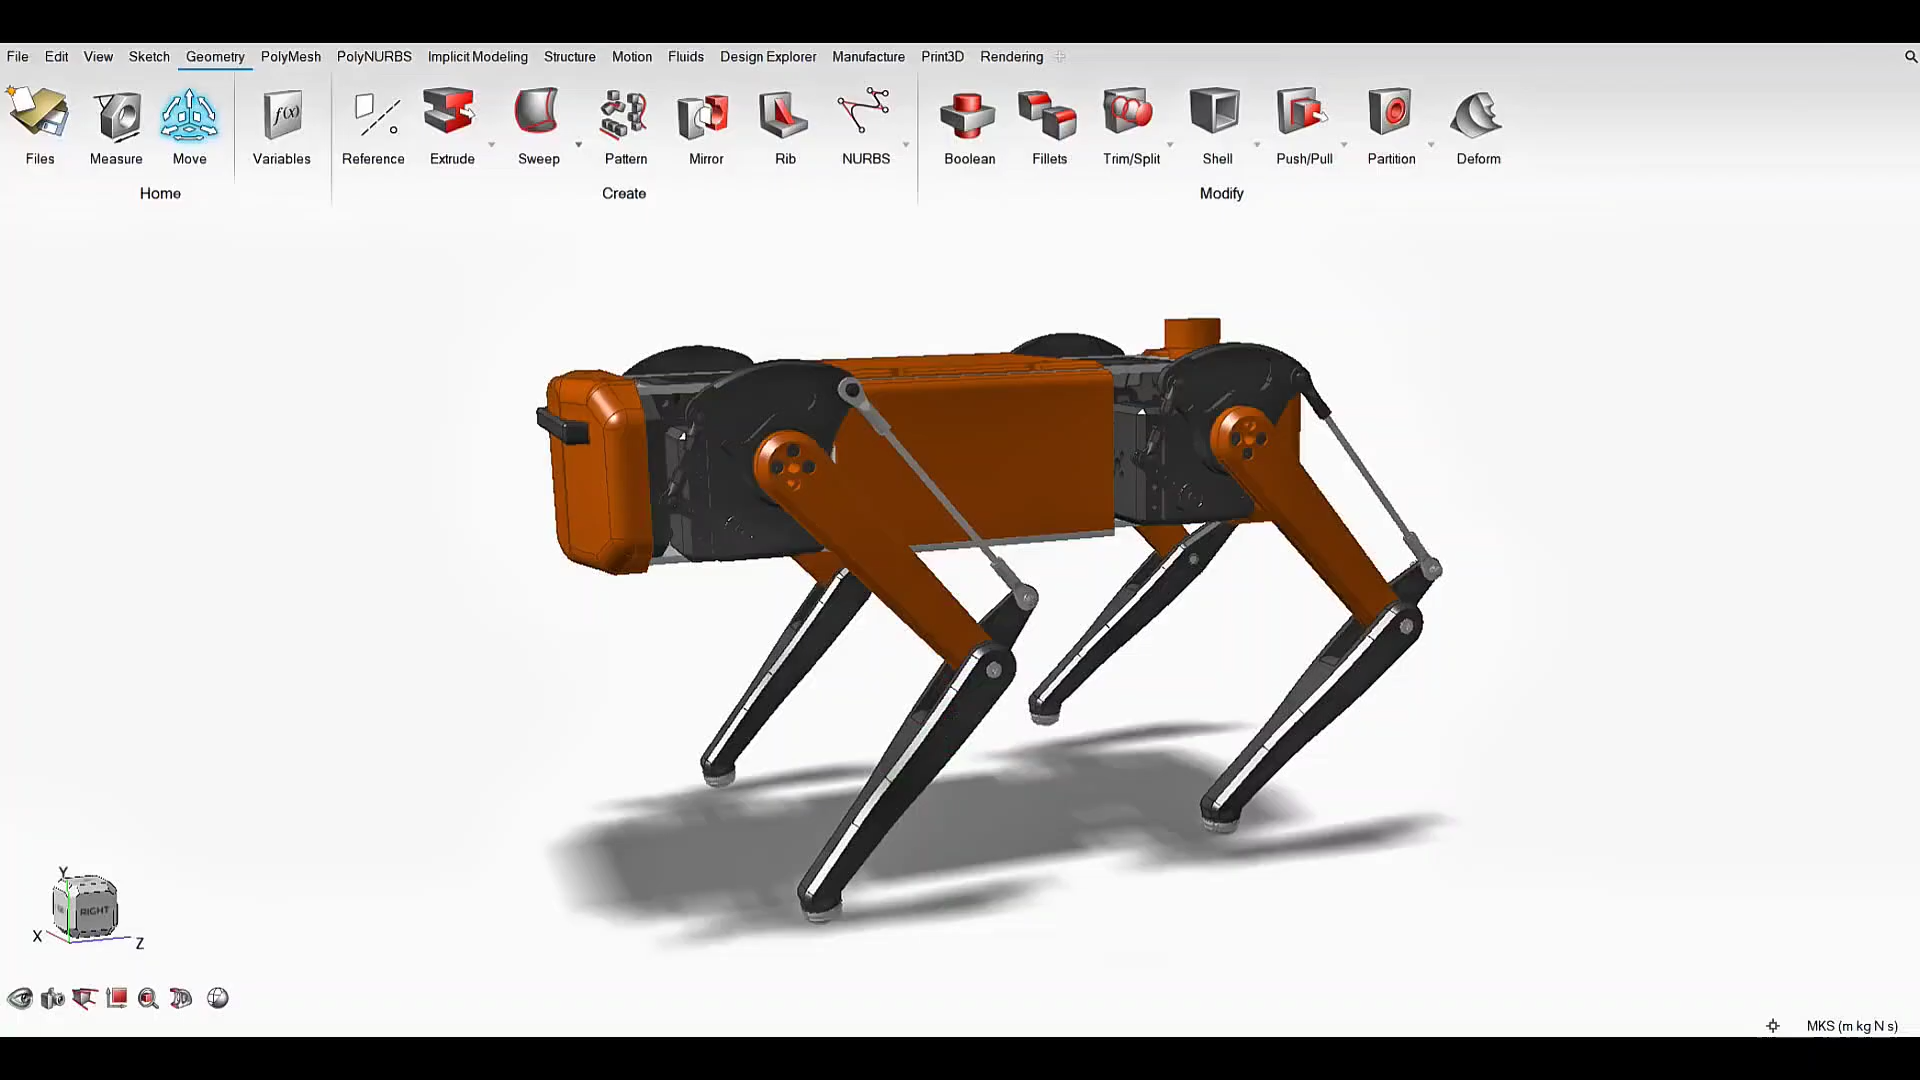 File Edit View Sketch Geometry PolyMesh PolyNURBS Implicit Modeling Structure Motion Fluids Design Explorer Manufacture Print3D Rendering
f(x)
Files Measure Move Variables Reference Extrude Sweep Pattern Mirror Rib NURBS Boolean Fillets Trim/Split Shell Push/Pull Partition Deform
Home Create Modify
Y
RIGHT
X Z
MKS (m kg N s)